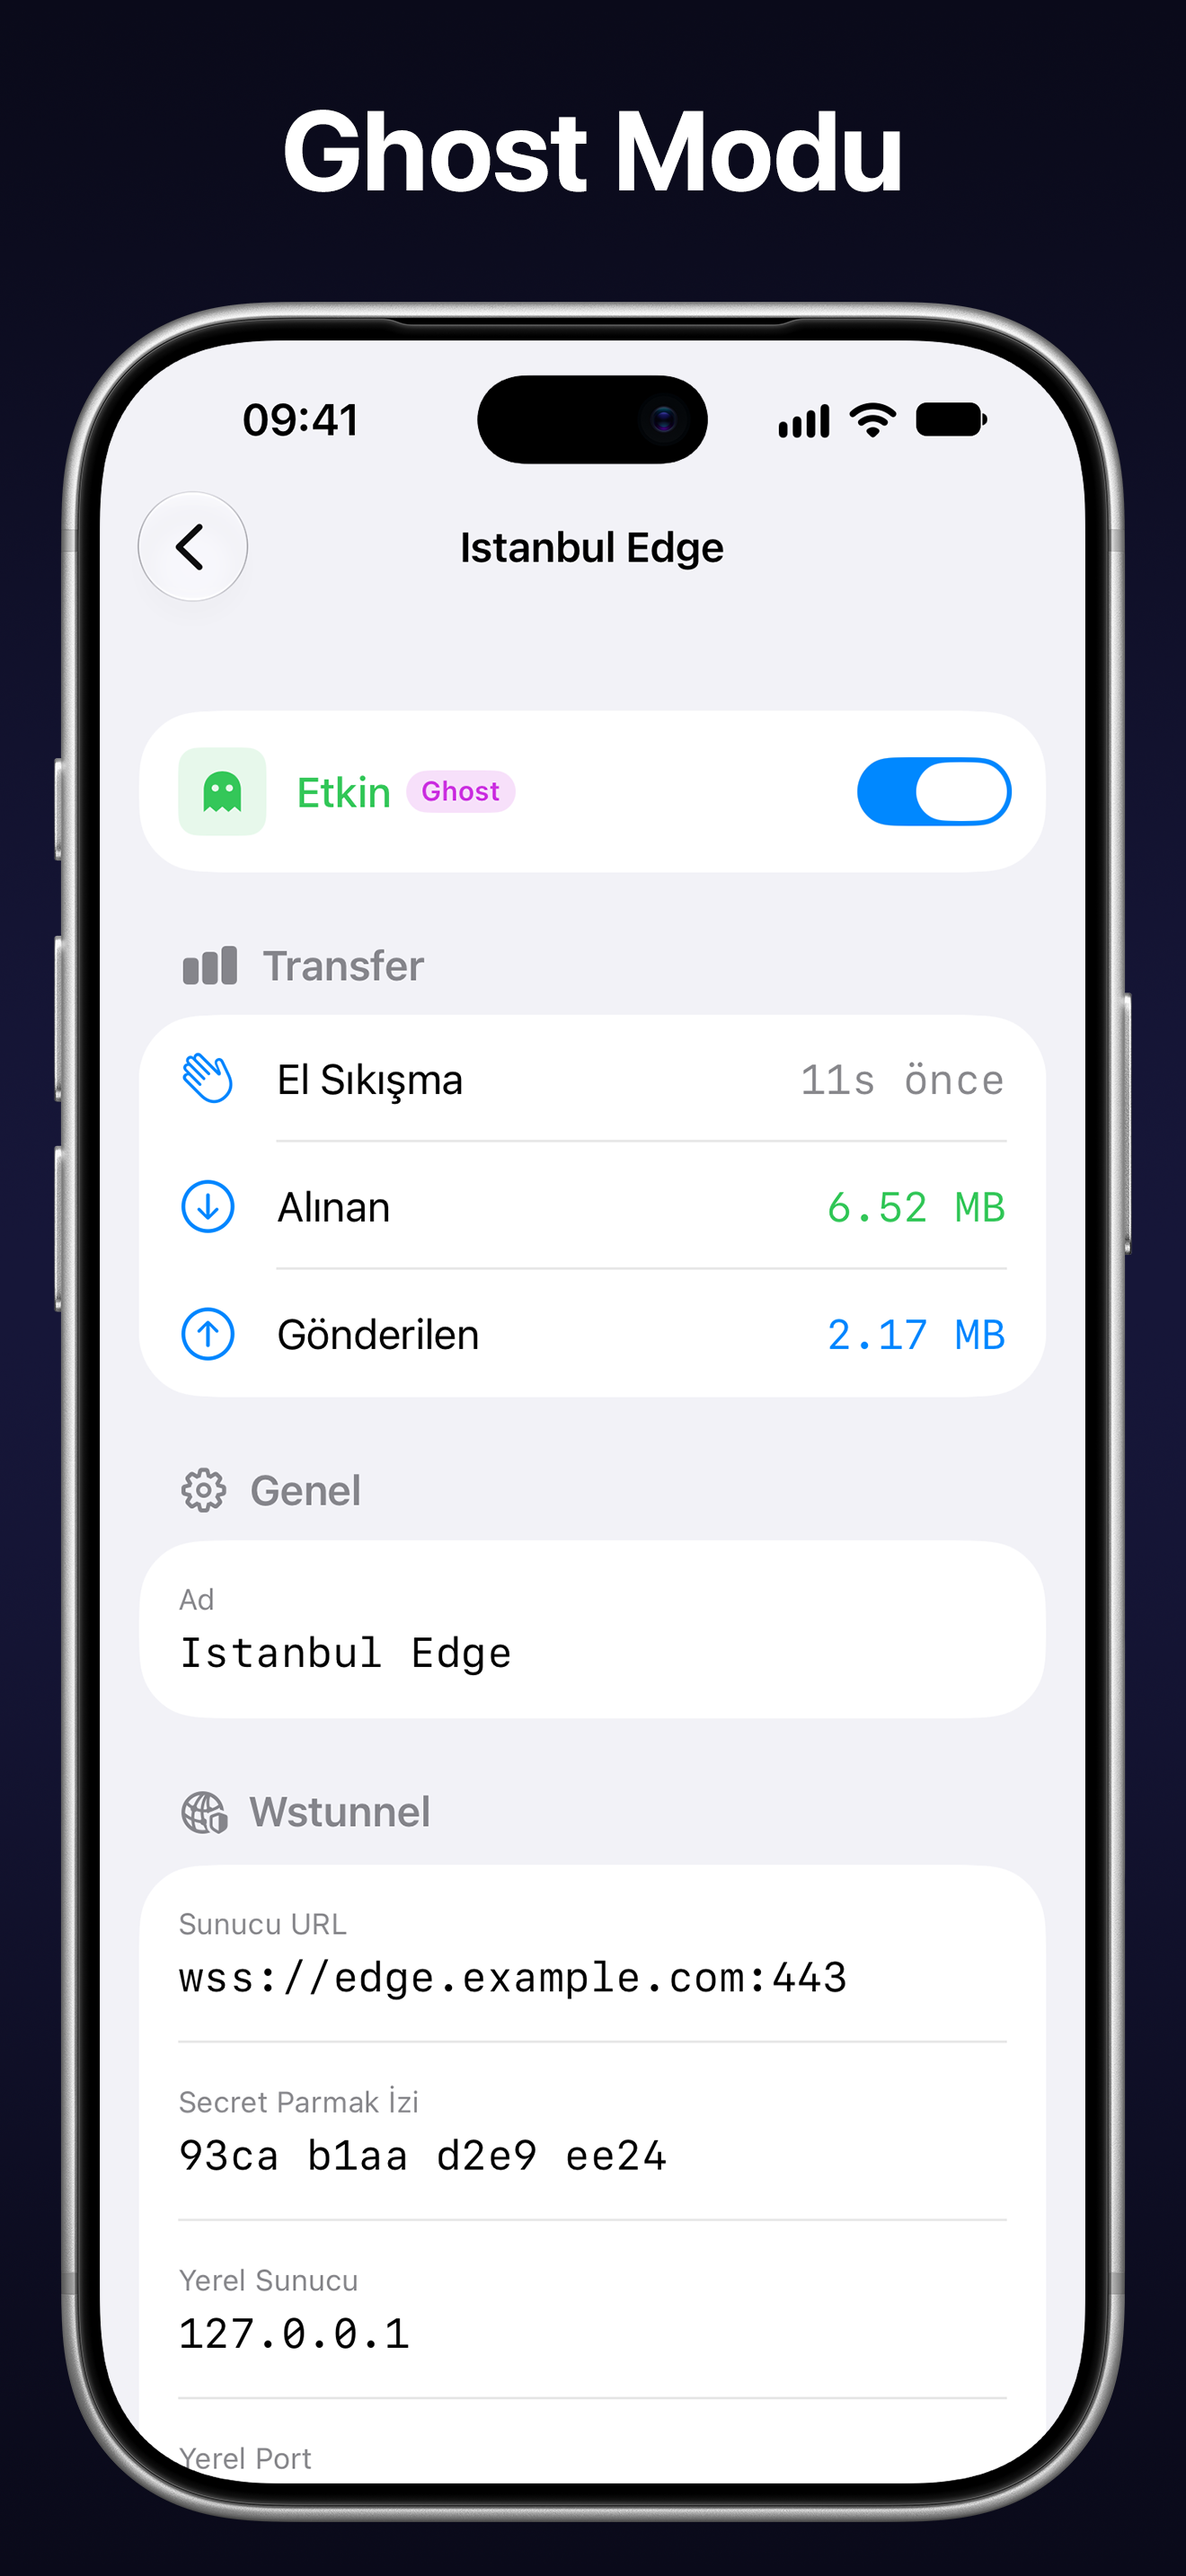 Ghost Modu
09:41
Istanbul Edge
Etkin Ghost
Transfer
El Sıkışma 11s önce
Alınan 6.52 MB
Gönderilen 2.17 MB
Genel
Ad
Istanbul Edge
Wstunnel
Sunucu URL
wss://edge.example.com:443
Secret Parmak İzi
93ca b1aa d2e9 ee24
Yerel Sunucu
127.0.0.1
Yerel Port